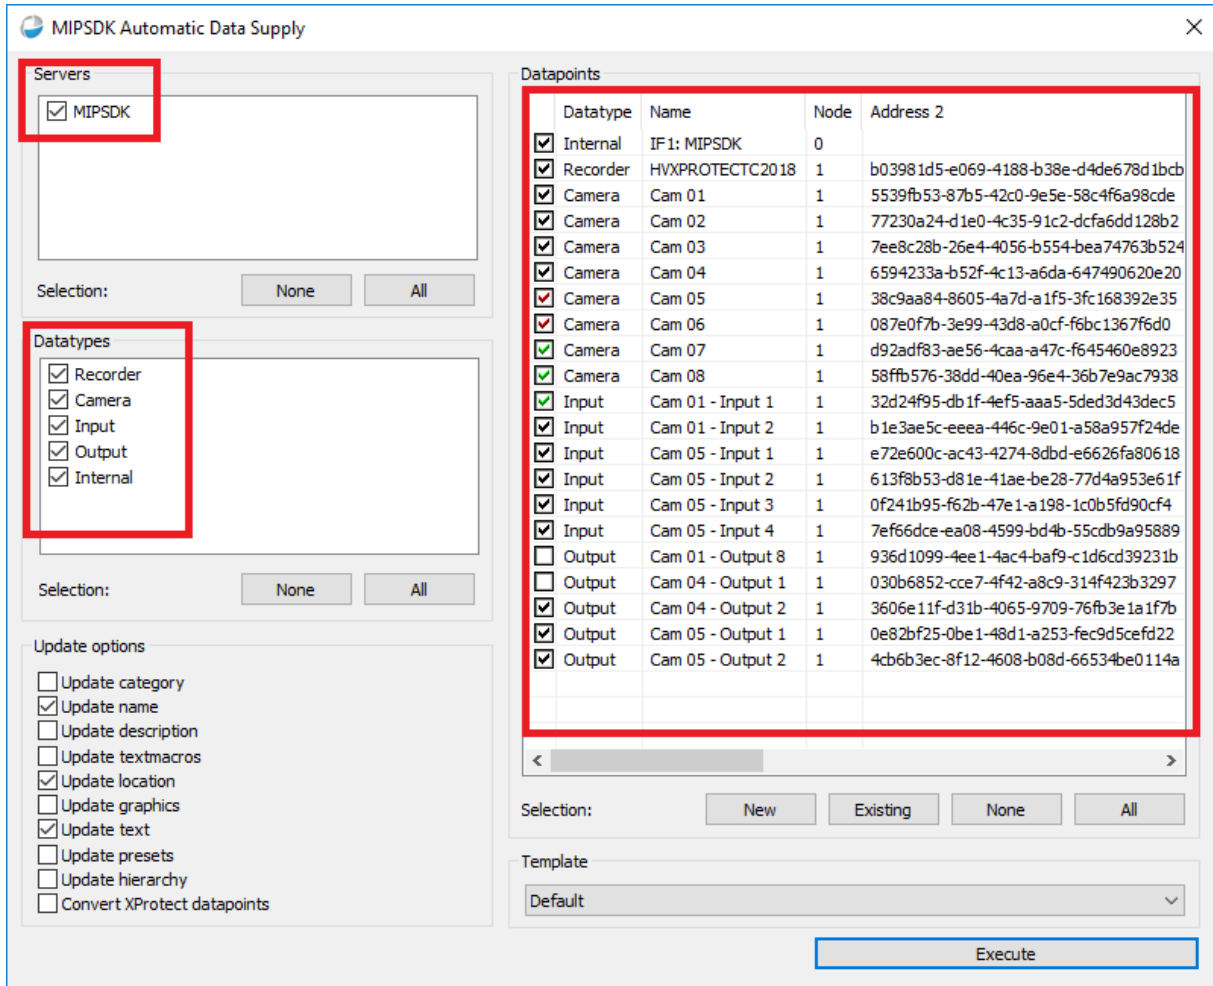 MIPSDK Automatic Data Supply
Servers
MIPSDK
Selection: None All
Datatypes
Recorder
Camera
Input
Output
Internal
Selection: None All
Update options
Update category
Update name
Update description
Update textmacros
Update location
Update graphics
Update text
Update presets
Update hierarchy
Convert XProtect datapoints
Datapoints
Datatype Name Node Address 2
Internal IF1: MIPSDK 0
Recorder HVXPROTECTC2018 1 b03981d5-e069-4188-b38e-d4de678d1bcb
Camera Cam 01 1 5539fb53-87b5-42c0-9e5e-58c4f6a98cde
Camera Cam 02 1 77230a24-d1e0-4c35-91c2-dcfa6dd128b2
Camera Cam 03 1 7ee8c28b-26e4-4056-b554-bea74763b524
Camera Cam 04 1 6594233a-b52f-4c13-a6da-647490620e20
Camera Cam 05 1 38c9aa84-8605-4a7d-a1f5-3fc168392e35
Camera Cam 06 1 087e0f7b-3e99-43d8-a0cf-f6bc1367f6d0
Camera Cam 07 1 d92adf83-ae56-4caa-a47c-f645460e8923
Camera Cam 08 1 58ffb576-38dd-40ea-96e4-36b7e9ac7938
Input Cam 01 - Input 1 1 32d24f95-db1f-4ef5-aaa5-5ded3d43dec5
Input Cam 01 - Input 2 1 b1e3ae5c-eeea-446c-9e01-a58a957f24de
Input Cam 05 - Input 1 1 e72e600c-ac43-4274-8dbd-e6626fa80618
Input Cam 05 - Input 2 1 613f8b53-d81e-41ae-be28-77d4a953e61f
Input Cam 05 - Input 3 1 0f241b95-f62b-47e1-a198-1c0b5fd90cf4
Input Cam 05 - Input 4 1 7ef66dce-ea08-4599-bd4b-55cdb9a95889
Output Cam 01 - Output 8 1 936d1099-4ee1-4ac4-baf9-c1d6cd39231b
Output Cam 04 - Output 1 1 030b6852-cce7-4f42-a8c9-314f423b3297
Output Cam 04 - Output 2 1 3606e11f-d31b-4065-9709-76fb3e1a1f7b
Output Cam 05 - Output 1 1 0e82bf25-0be1-48d1-a253-fec9d5cefd22
Output Cam 05 - Output 2 1 4cb6b3ec-8f12-4608-b08d-66534be0114a
Selection: New Existing None All
Template
Default
Execute